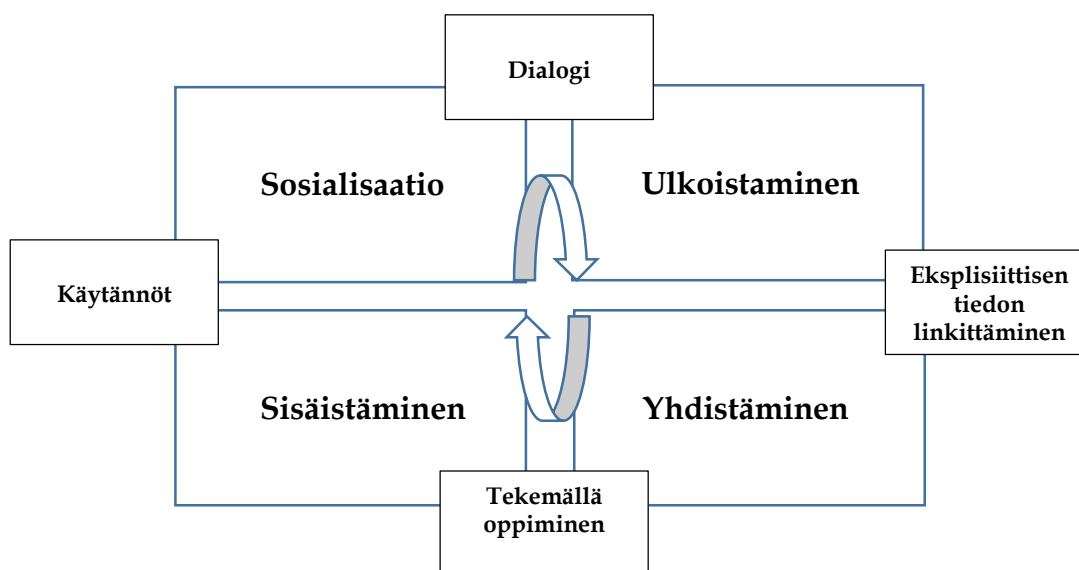 Dialogi
Sosialisaatio
Ulkoistaminen
Käytännöt
Eksplisiittisen
tiedon
linkittäminen
Sisäistäminen
Yhdistäminen
Tekemällä
oppiminen